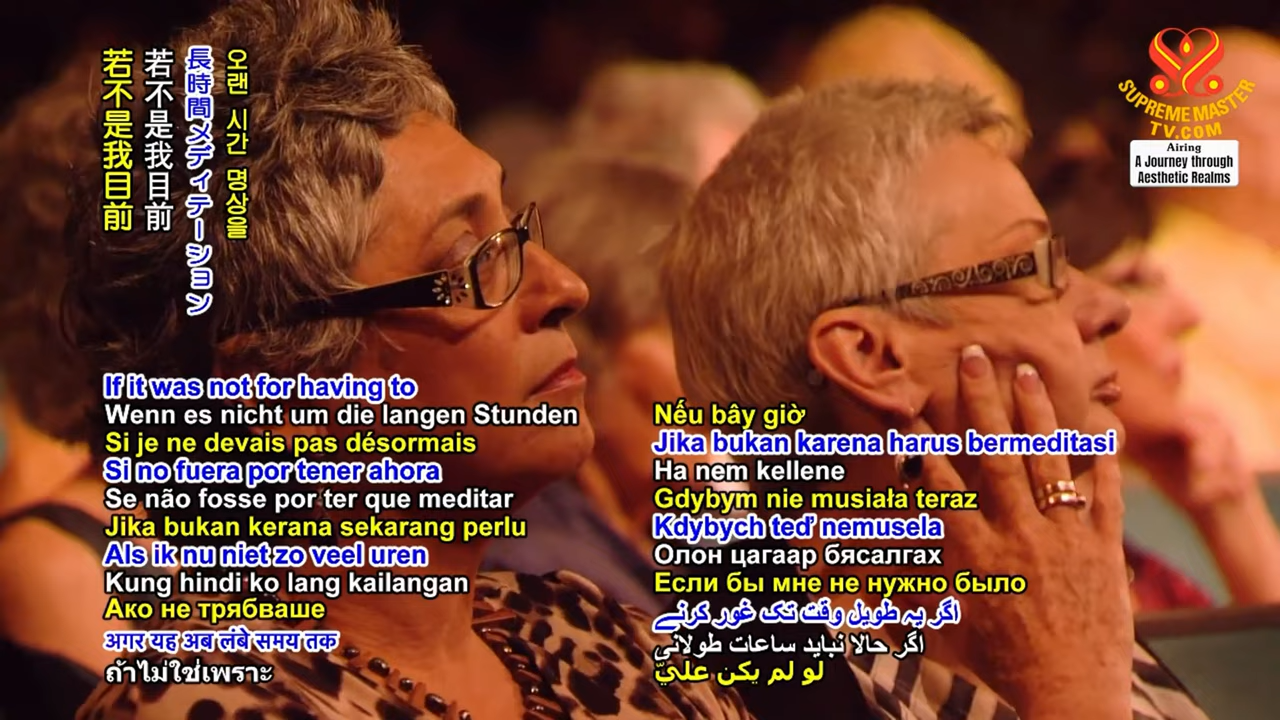 若不是我目前
若不是我目前
長時間メディテーション
오랜 시간 명상을
SUPREME MASTER
TV.COM
Airing
A Journey through
Aesthetic Realms
If it was not for having to
Wenn es nicht um die langen Stunden
Si je ne devais pas désormais
Si no fuera por tener ahora
Se não fosse por ter que meditar
Jika bukan kerana sekarang perlu
Als ik nu niet zo veel uren
Kung hindi ko lang kailangan
Ако не трябваше
अगर यह अब लंबे समय तक
ถ้าไม่ใช่เพราะ
Nếu bây giờ
Jika bukan karena harus bermeditasi
Ha nem kellene
Gdybym nie musiała teraz
Kdybych teď nemusela
Олон цагаар бясалгах
Если бы мне не нужно было
اگر یہ طویل وقت تک غور کرنے
اگر حالا نباید ساعات طولانی
لو لم يكن عليّ